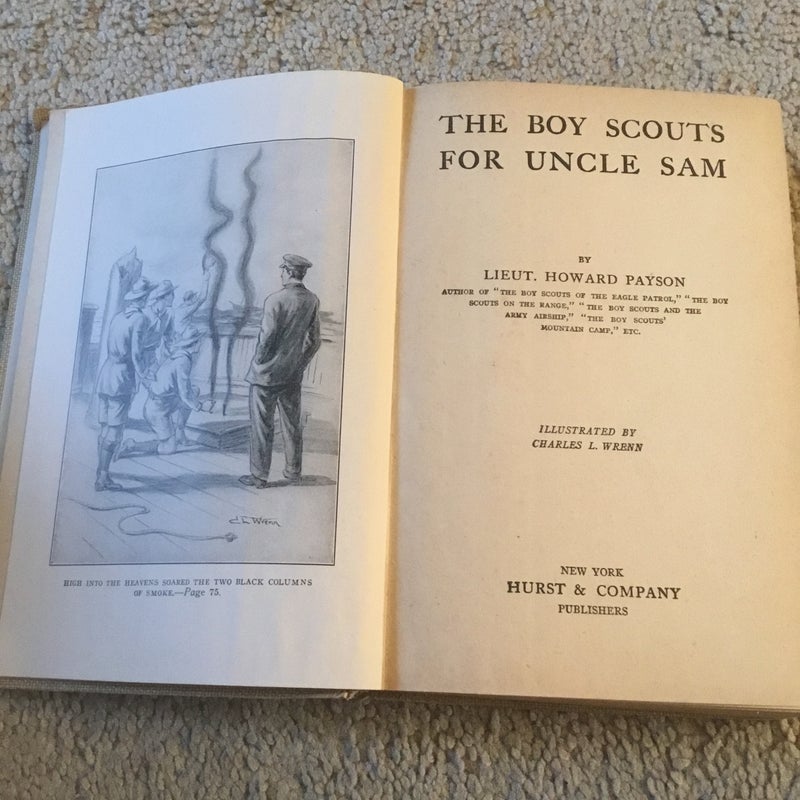 C L Wrenn
HIGH INTO THE HEAVENS SOARED THE TWO BLACK COLUMNS
OF SMOKE.—Page 75.
THE BOY SCOUTS
FOR UNCLE SAM
BY
LIEUT. HOWARD PAYSON
AUTHOR OF "THE BOY SCOUTS OF THE EAGLE PATROL," "THE BOY
SCOUTS ON THE RANGE," "THE BOY SCOUTS AND THE
ARMY AIRSHIP," "THE BOY SCOUTS'
MOUNTAIN CAMP," ETC.
ILLUSTRATED BY
CHARLES L. WRENN
NEW YORK
HURST & COMPANY
PUBLISHERS